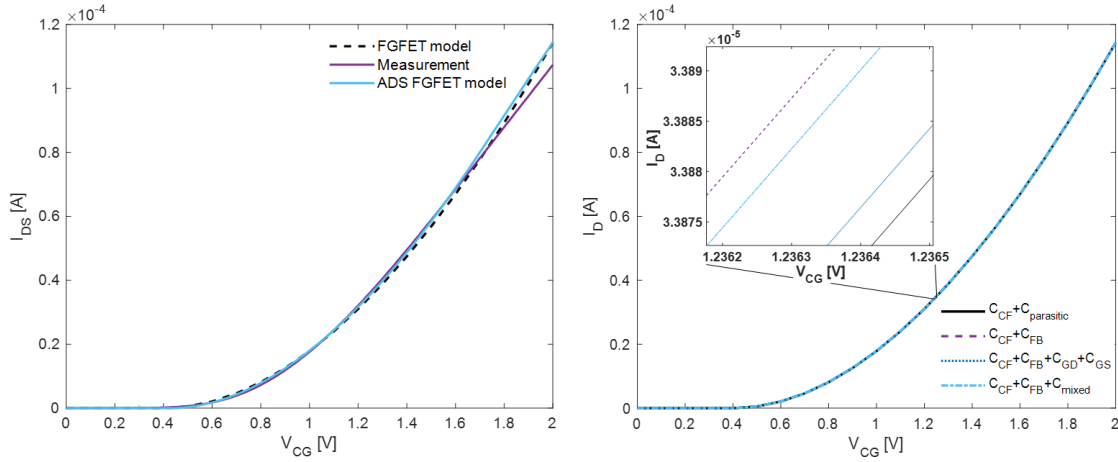 ×10⁻⁴
1.2
1
0.8
0.6
0.4
0.2
0
I_DS [A]
FGFET model
Measurement
ADS FGFET model
0 0.2 0.4 0.6 0.8 1 1.2 1.4 1.6 1.8 2
V_CG [V]
×10⁻⁴
1.2
1
0.8
0.6
0.4
0.2
0
I_D [A]
×10⁻⁵
3.389
3.3885
3.388
3.3875
I_D [A]
1.2362 1.2363 1.2364 1.2365
V_CG [V]
C_CF+C_parasitic
C_CF+C_FB
C_CF+C_FB+C_GD+C_GS
C_CF+C_FB+C_mixed
0 0.2 0.4 0.6 0.8 1 1.2 1.4 1.6 1.8 2
V_CG [V]